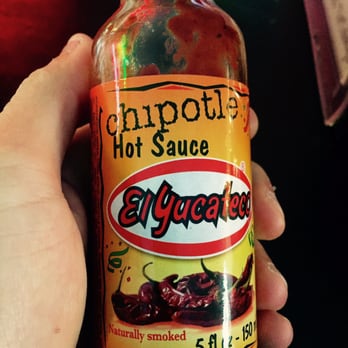 chipotle
Hot Sauce
El Yucateco
Naturally smoked
5 fl oz - 150 m